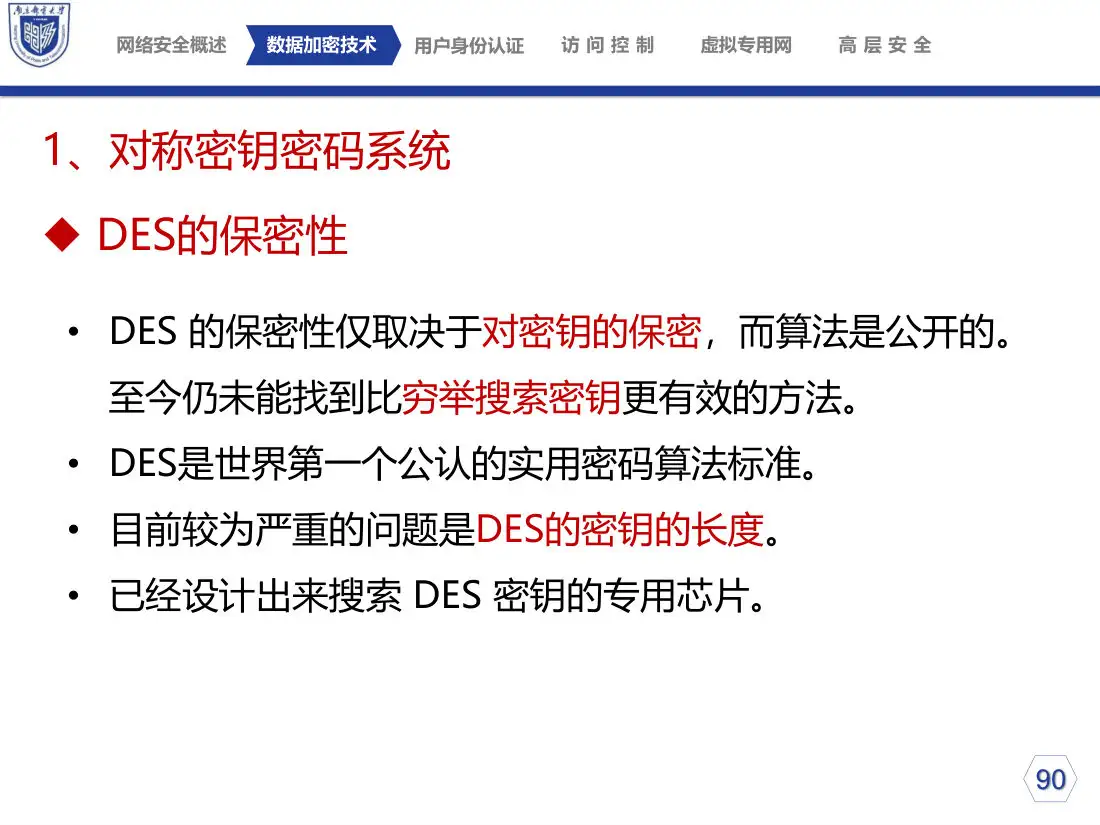 南京邮电大学
网络安全概述 数据加密技术 用户身份认证 访问控制 虚拟专用网 高层安全
1、对称密钥密码系统
◆ DES的保密性
• DES 的保密性仅取决于对密钥的保密，而算法是公开的。
至今仍未能找到比穷举搜索密钥更有效的方法。
• DES是世界第一个公认的实用密码算法标准。
• 目前较为严重的问题是DES的密钥的长度。
• 已经设计出来搜索 DES 密钥的专用芯片。
90